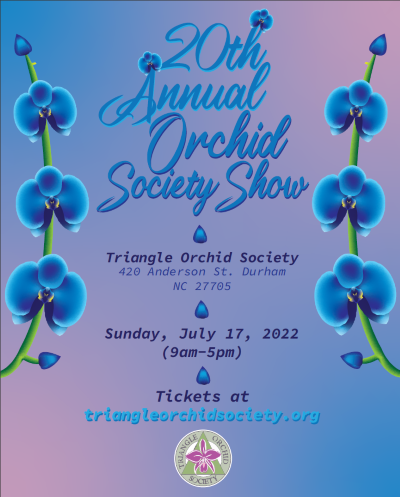 20th
Annual
Orchid
Society Show
Triangle Orchid Society
420 Anderson St. Durham
NC 27705
Sunday, July 17, 2022
(9am-5pm)
Tickets at
triangleorchidsociety.org
TRIANGLE ORCHID
SOCIETY